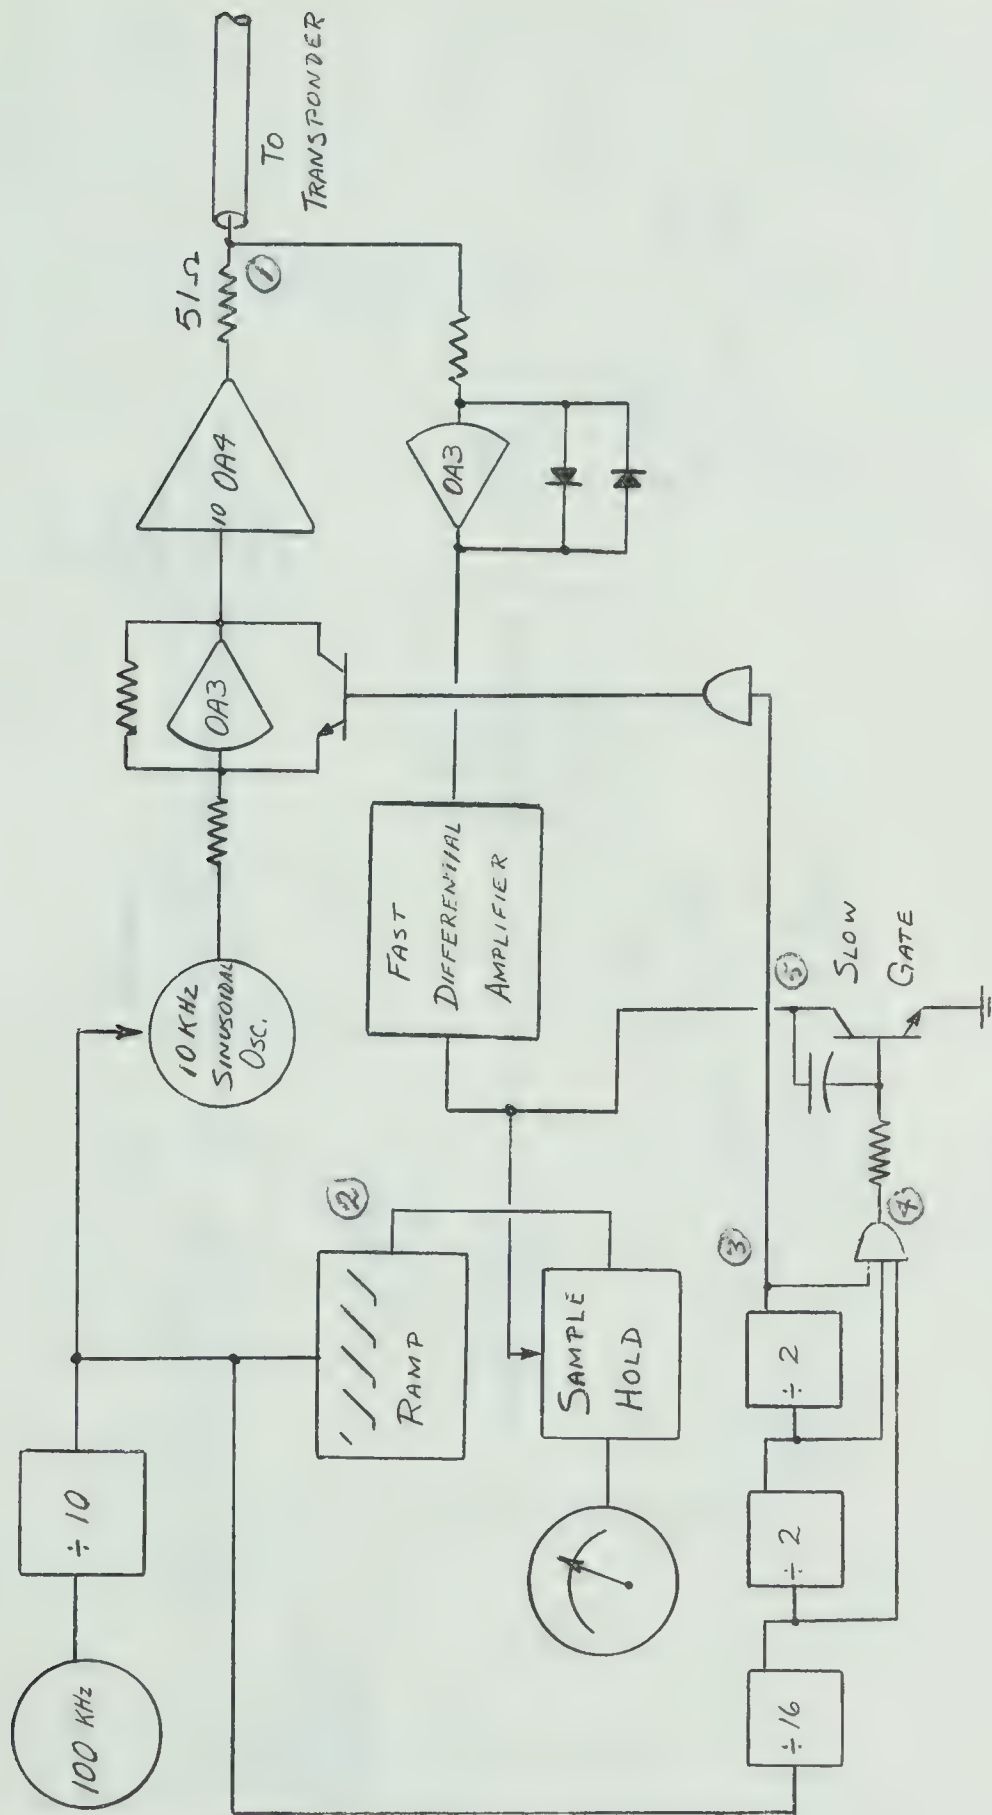 100 KHz
÷ 10
10 KHz
SINUSOIDAL
OSC.
OA3
10 OA4
51Ω
①
TO
TRANSPONDER
OA3
FAST
DIFFERENTIAL
AMPLIFIER
②
RAMP
SAMPLE
HOLD
÷ 16
÷ 2
÷ 2
③
④
⑤
SLOW
GATE